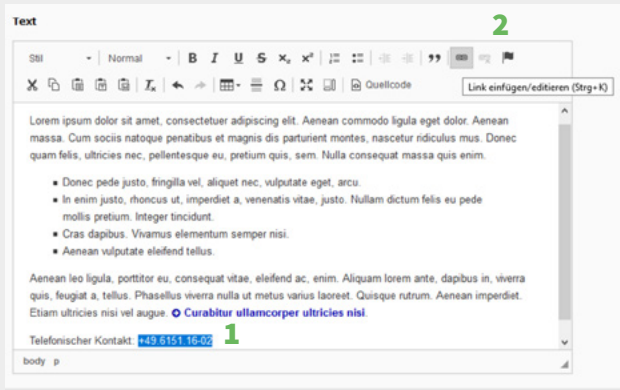 Text
2
Stil Normal B I U S x₂ x² ”
Ω Quellcode
Link einfügen/editieren (Strg+K)
Lorem ipsum dolor sit amet, consectetuer adipiscing elit. Aenean commodo ligula eget dolor. Aenean
massa. Cum sociis natoque penatibus et magnis dis parturient montes, nascetur ridiculus mus. Donec
quam felis, ultricies nec, pellentesque eu, pretium quis, sem. Nulla consequat massa quis enim.
▪ Donec pede justo, fringilla vel, aliquet nec, vulputate eget, arcu.
▪ In enim justo, rhoncus ut, imperdiet a, venenatis vitae, justo. Nullam dictum felis eu pede
mollis pretium. Integer tincidunt.
▪ Cras dapibus. Vivamus elementum semper nisi.
▪ Aenean vulputate eleifend tellus.
Aenean leo ligula, porttitor eu, consequat vitae, eleifend ac, enim. Aliquam lorem ante, dapibus in, viverra
quis, feugiat a, tellus. Phasellus viverra nulla ut metus varius laoreet. Quisque rutrum. Aenean imperdiet.
Etiam ultricies nisi vel augue. Curabitur ullamcorper ultricies nisi.
Telefonischer Kontakt: +49.6151.16-02 1
body p